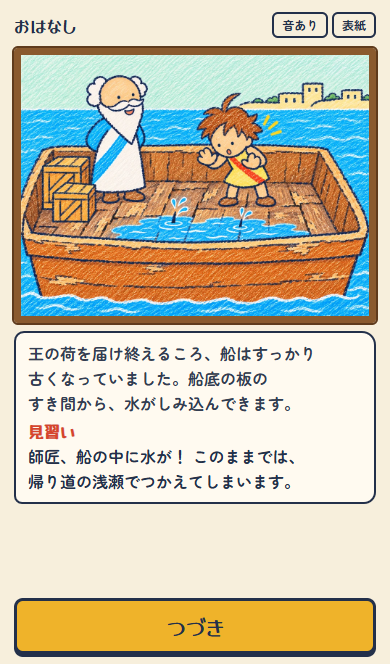 おはなし
音あり
表紙
王の荷を届け終えるころ、船はすっかり
古くなっていました。船底の板の
すき間から、水がしみ込んできます。
見習い
師匠、船の中に水が！ このままでは、
帰り道の浅瀬でつかえてしまいます。
つづき